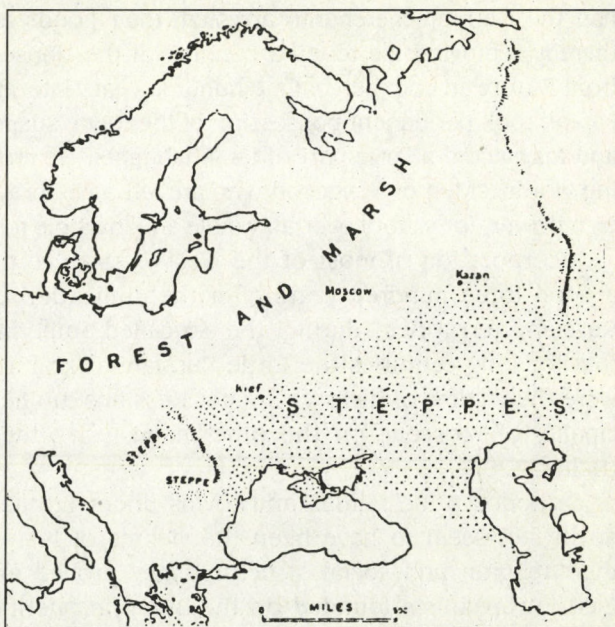 FOREST AND MARSH
Kazan
Moscow
Kief
STEPPES
STEPPE
STEPPE
MILES